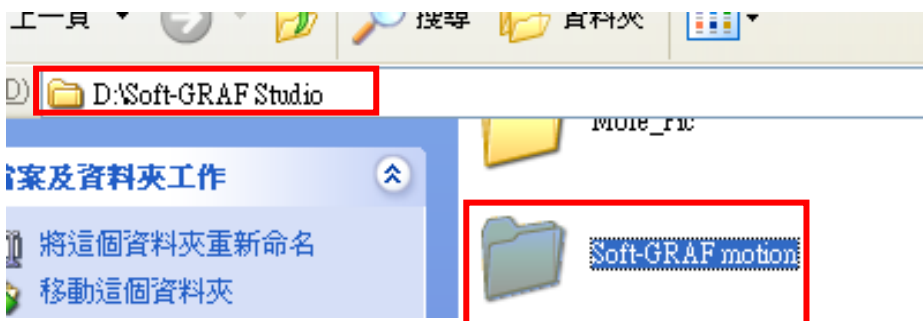 上一頁 搜尋 資料夾
D) D:\Soft-GRAF Studio
More_Pic
檔案及資料夾工作
將這個資料夾重新命名
Soft-GRAF motion
移動這個資料夾